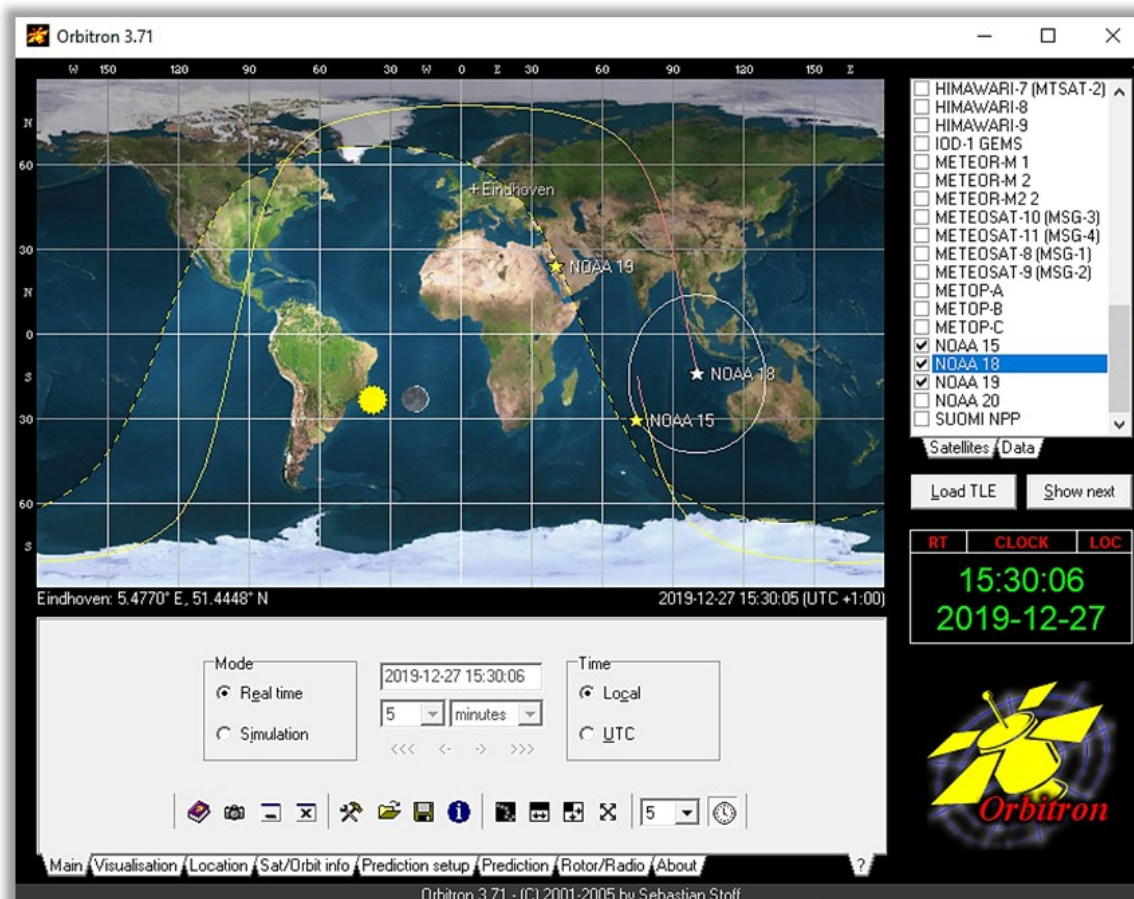 Orbitron 3.71
W 150 120 90 60 30 W 0 E 30 60 90 120 150 E
N
60
30
N
0
S
30
60
S
+Eindhoven
NOAA 19
NOAA 18
NOAA 15
Eindhoven: 5.4770° E, 51.4448° N
2019-12-27 15:30:05 (UTC +1:00)
HIMAWARI-7 (MTSAT-2)
HIMAWARI-8
HIMAWARI-9
IOD-1 GEMS
METEOR-M 1
METEOR-M 2
METEOR-M2 2
METEOSAT-10 (MSG-3)
METEOSAT-11 (MSG-4)
METEOSAT-8 (MSG-1)
METEOSAT-9 (MSG-2)
METOP-A
METOP-B
METOP-C
NOAA 15
NOAA 18
NOAA 19
NOAA 20
SUOMI NPP
Satellites Data
Load TLE Show next
RT CLOCK LOC
15:30:06
2019-12-27
Mode
Real time
Simulation
2019-12-27 15:30:06
5 minutes
<<< <- -> >>>
Time
Local
UTC
5
Orbitron
Main Visualisation Location Sat/Orbit info Prediction setup Prediction Rotor/Radio About ?
Orbitron 3.71 - (C) 2001-2005 by Sebastian Stoff